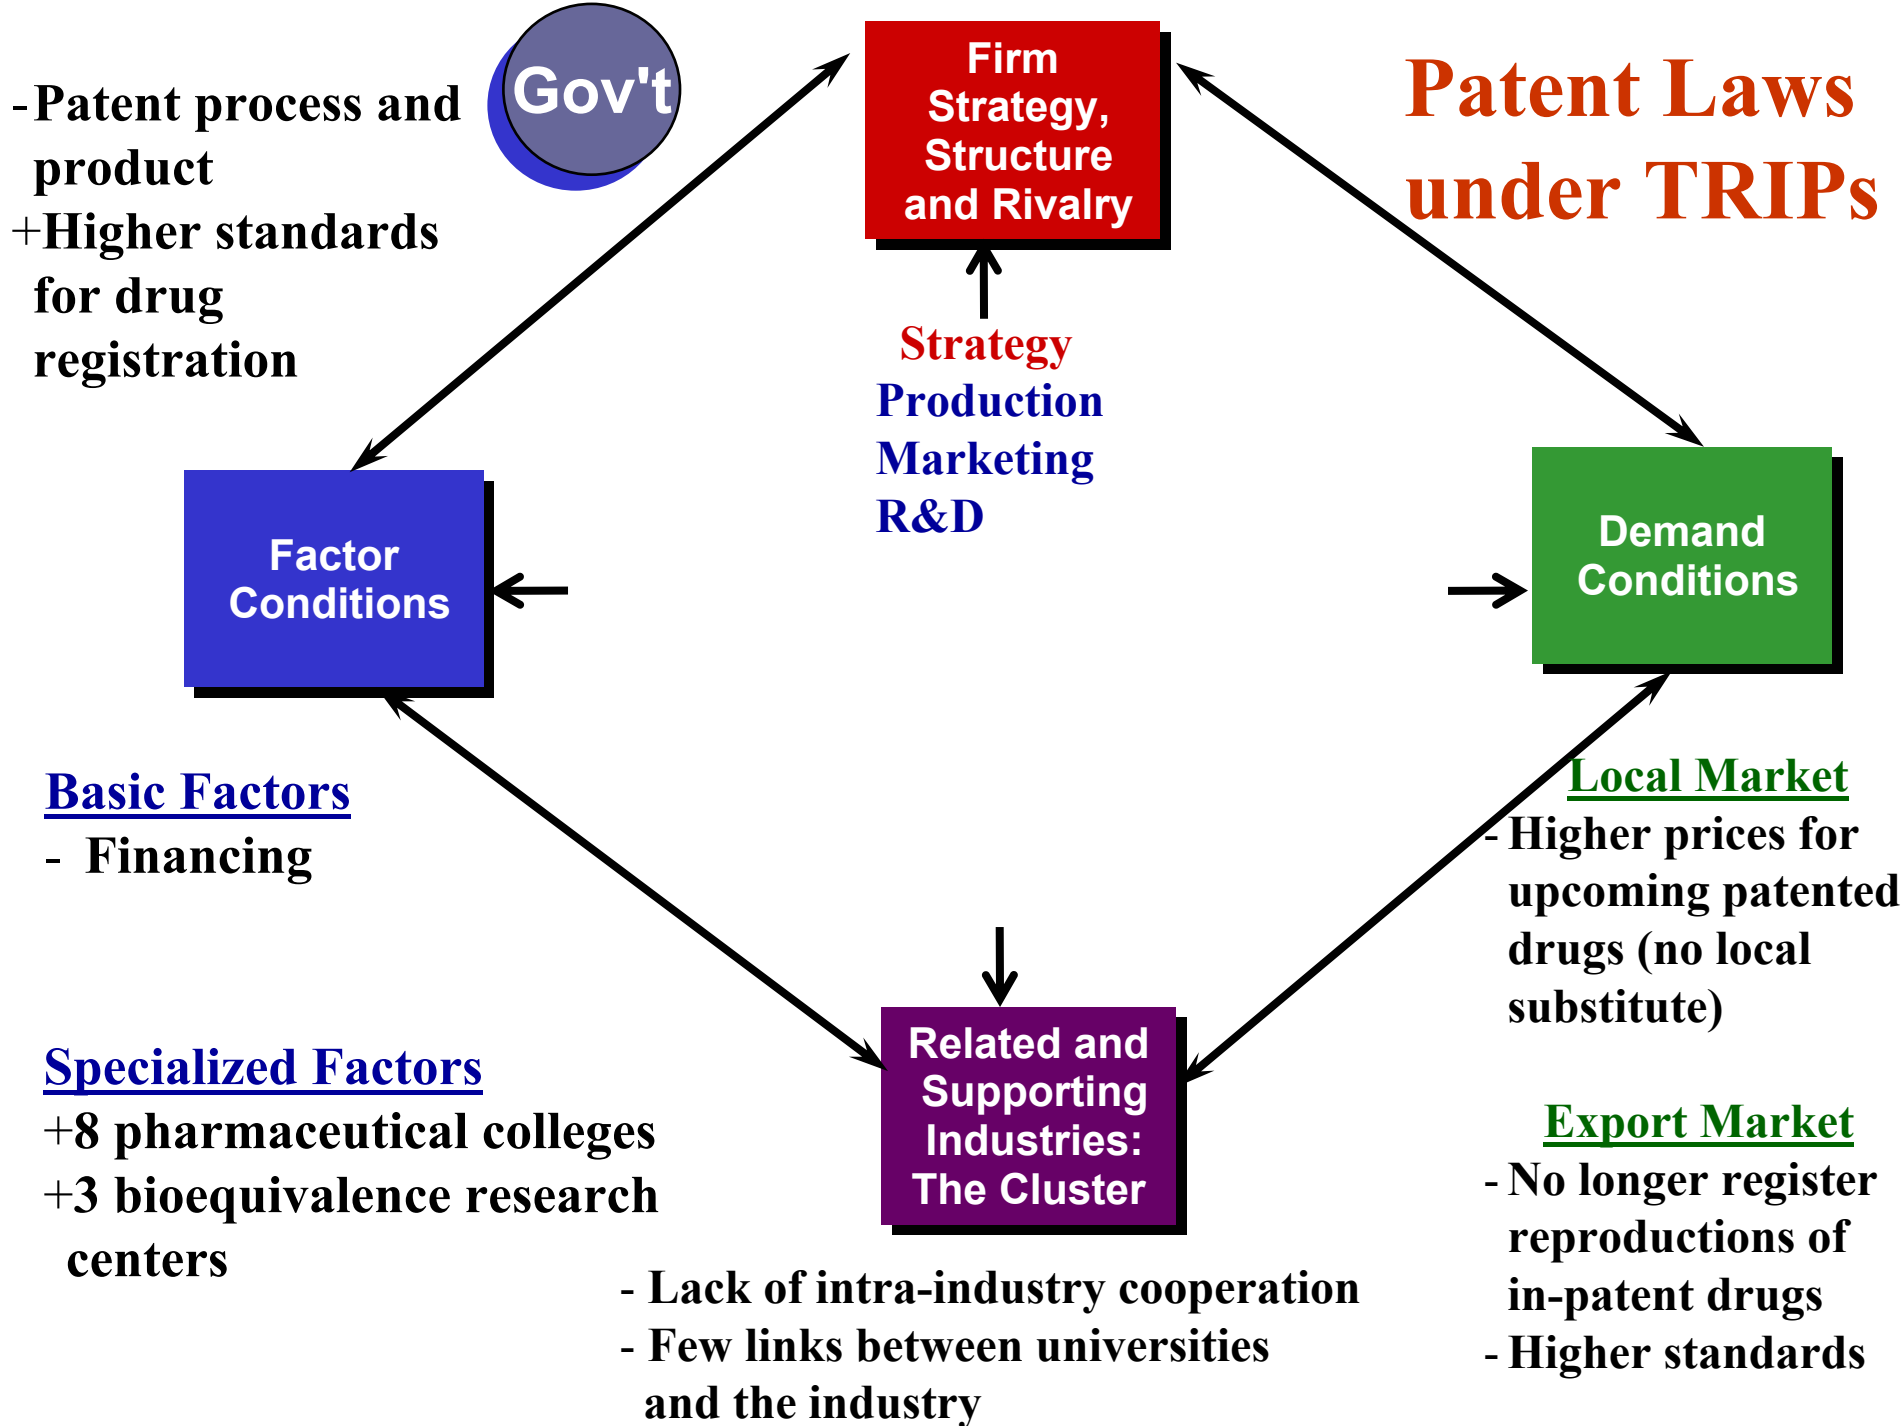 Gov't
-Patent process and
product
+Higher standards
for drug
registration
Firm
Strategy,
Structure
and Rivalry
Patent Laws
under TRIPs
Strategy
Production
Marketing
R&D
Factor
Conditions
Demand
Conditions
Basic Factors
- Financing
Specialized Factors
+8 pharmaceutical colleges
+3 bioequivalence research
centers
Related and
Supporting
Industries:
The Cluster
- Lack of intra-industry cooperation
- Few links between universities
and the industry
Local Market
- Higher prices for
upcoming patented
drugs (no local
substitute)
Export Market
- No longer register
reproductions of
in-patent drugs
- Higher standards